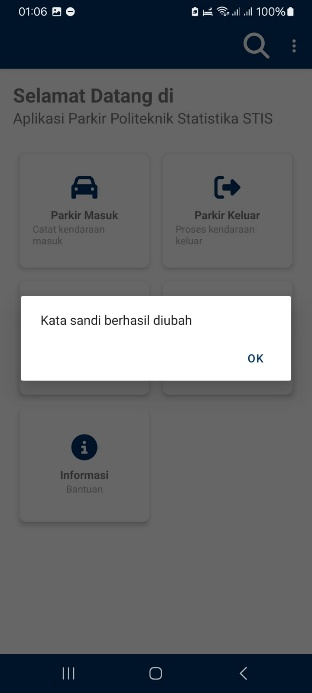 01:06
100%
Selamat Datang di
Aplikasi Parkir Politeknik Statistika STIS
Parkir Masuk
Catat kendaraan
masuk
Parkir Keluar
Proses kendaraan
keluar
Kata sandi berhasil diubah
OK
Informasi
Bantuan